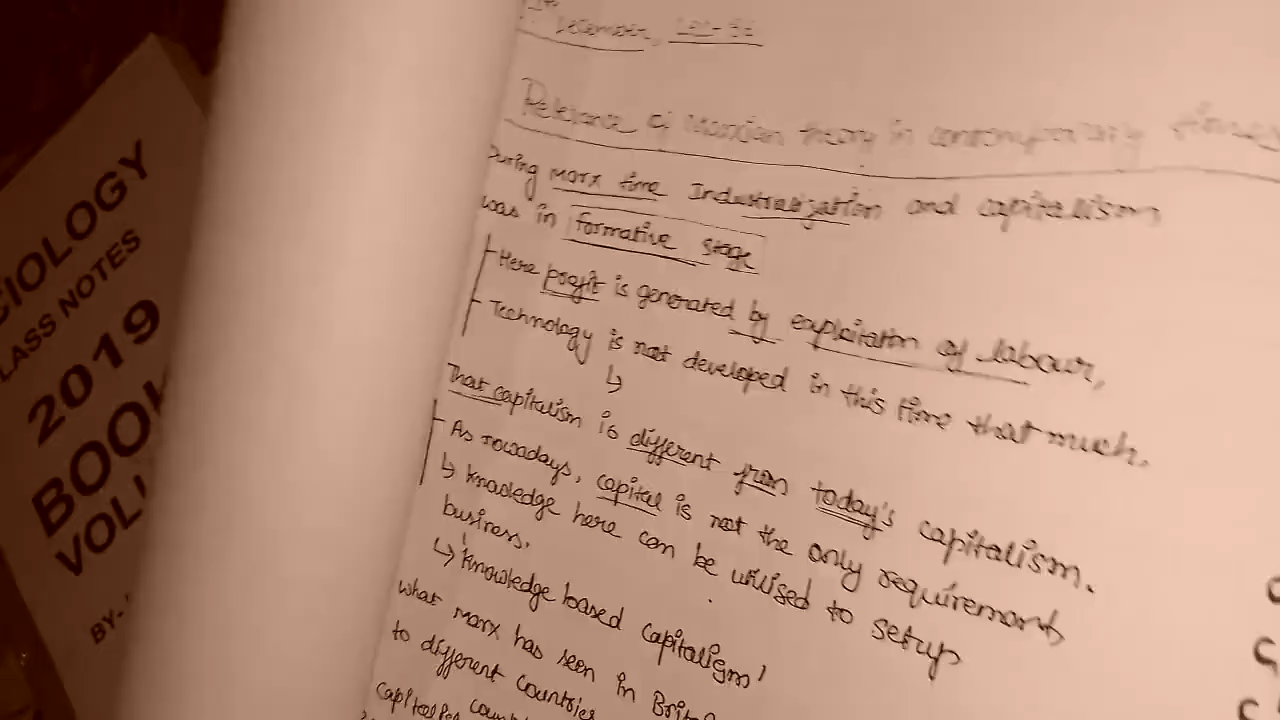 December,
Relevance of Marxian theory in contemporary times
During Marx time Industrialization and capitalism
was in formative stage
Here profit is generated by exploitation of labour,
Technology is not developed in this time that much.
↳
That capitalism is different from today's capitalism.
As nowadays, capital is not the only requirement
↳ knowledge here can be utilised to setup
business.
↳ 'knowledge based capitalism'
what Marx has seen in
to different countries
CLASS NOTES
2019
BOOK
BY-